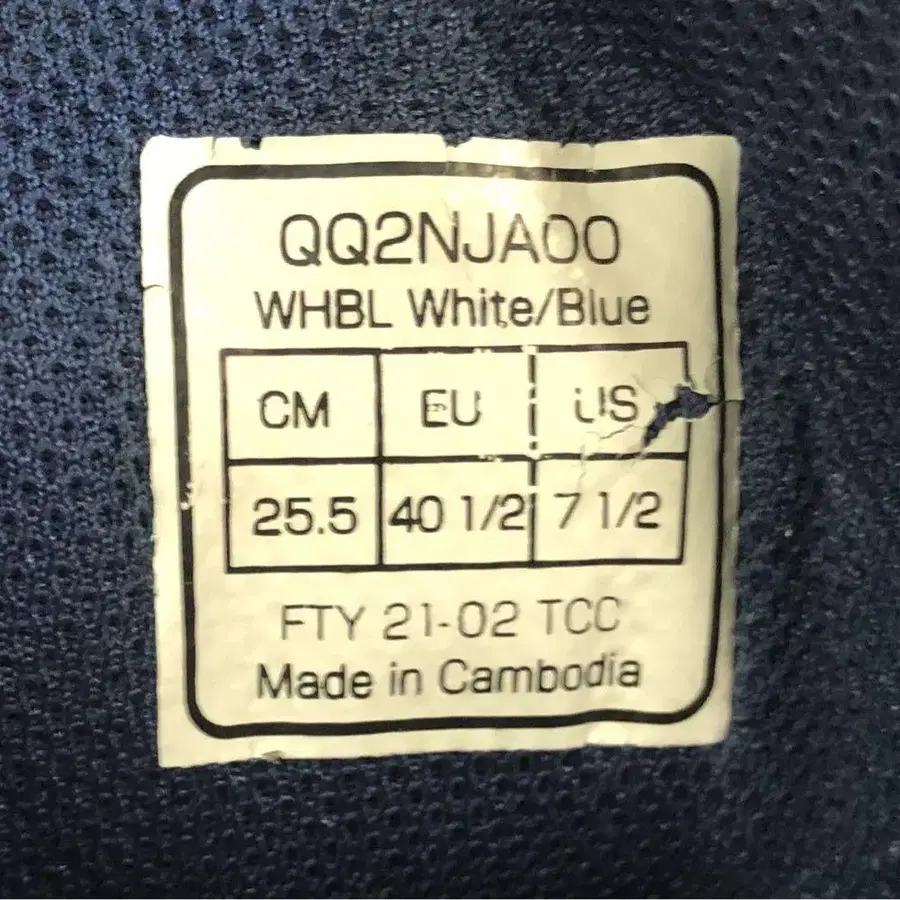 QQ2NJA00
WHBL White/Blue
CM EU US
25.5 40 1/2 7 1/2
FTY 21-02 TCC
Made in Cambodia